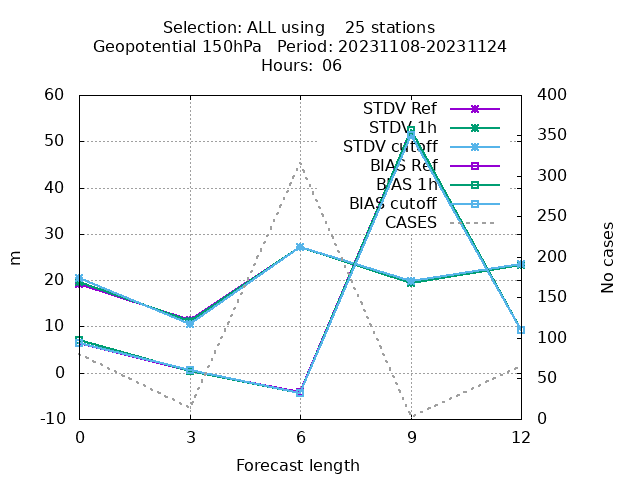 Selection: ALL using    25 stations
Geopotential 150hPa   Period: 20231108-20231124
Hours: 06
STDV Ref
STDV 1h
STDV cutoff
BIAS Ref
BIAS 1h
BIAS cutoff
CASES
60
50
40
30
20
10
0
-10
400
350
300
250
200
150
100
50
0
m
No cases
0 3 6 9 12
Forecast length